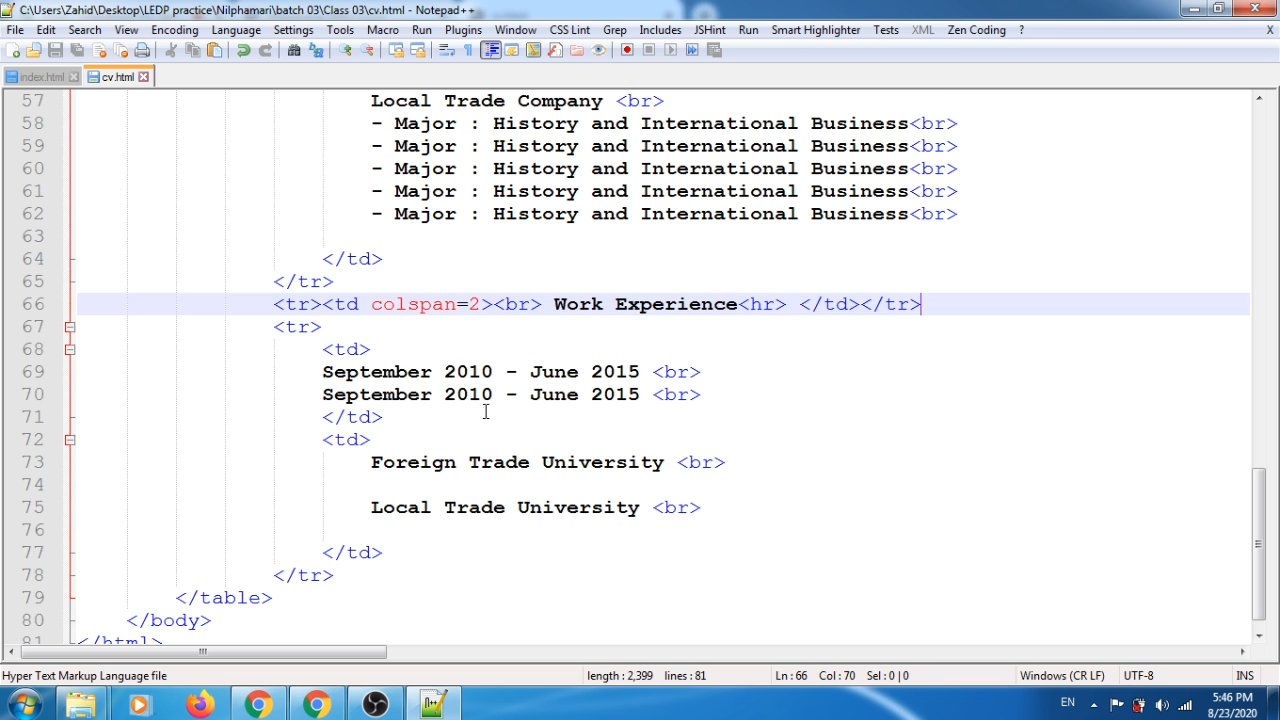 C:\Users\Zahid\Desktop\LEDP practice\Nilphamari\batch 03\Class 03\cv.html - Notepad++
File Edit Search View Encoding Language Settings Tools Macro Run Plugins Window CSS Lint Grep Includes JSHint Run Smart Highlighter Tests XML Zen Coding ? X
index.html cv.html
57 Local Trade Company <br>
58 - Major : History and International Business<br>
59 - Major : History and International Business<br>
60 - Major : History and International Business<br>
61 - Major : History and International Business<br>
62 - Major : History and International Business<br>
63
64 </td>
65 </tr>
66 <tr><td colspan=2><br> Work Experience<hr> </td></tr>
67 <tr>
68 <td>
69 September 2010 - June 2015 <br>
70 September 2010 - June 2015 <br>
71 </td>
72 <td>
73 Foreign Trade University <br>
74
75 Local Trade University <br>
76
77 </td>
78 </tr>
79 </table>
80 </body>
81 </html>
Hyper Text Markup Language file length : 2,399 lines : 81 Ln : 66 Col : 70 Sel : 0 | 0 Windows (CR LF) UTF-8 INS
EN 5:46 PM
8/23/2020